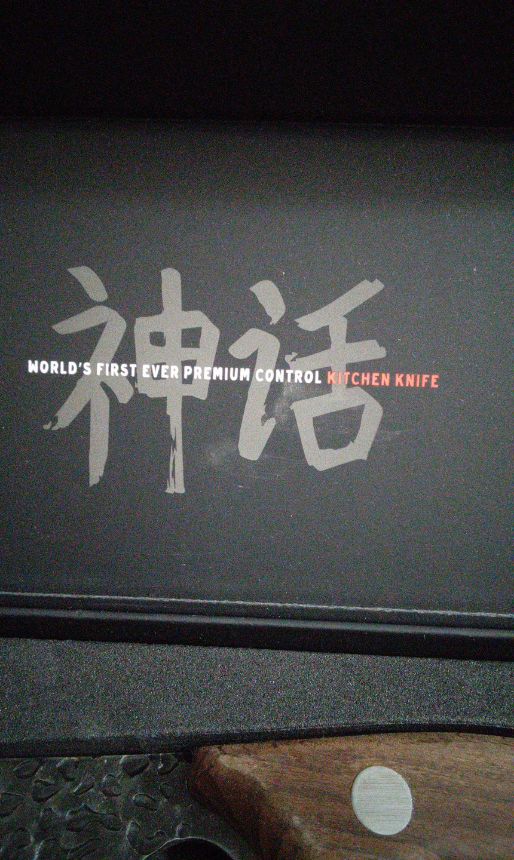 神话
WORLD'S FIRST EVER PREMIUM CONTROL KITCHEN KNIFE